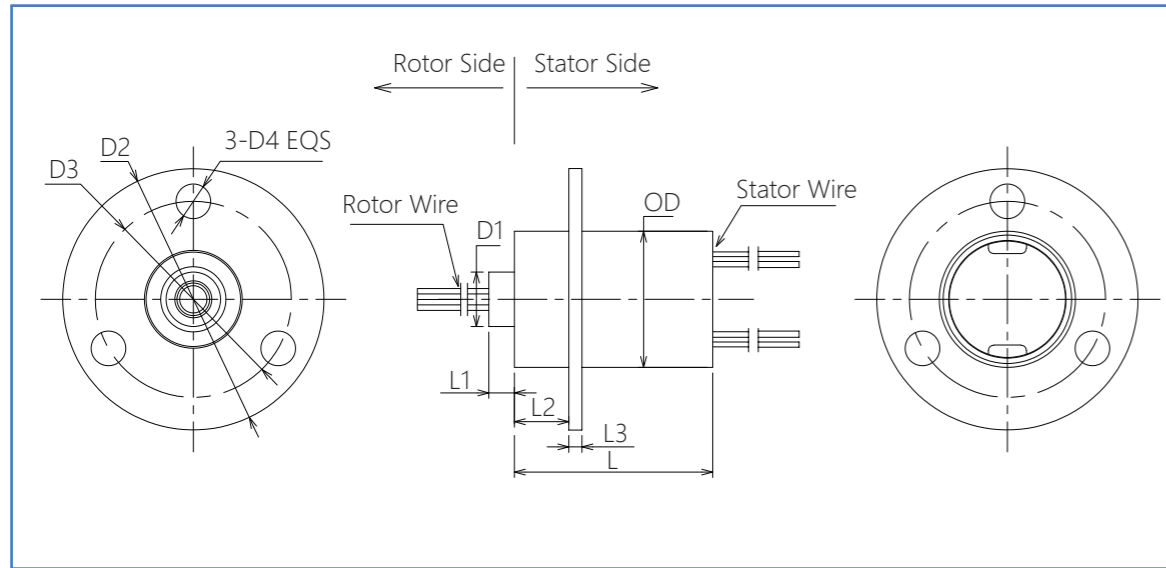 Rotor Side
Stator Side
3-D4 EQS
D2
D3
Rotor Wire
D1
OD
Stator Wire
L1
L2
L3
L